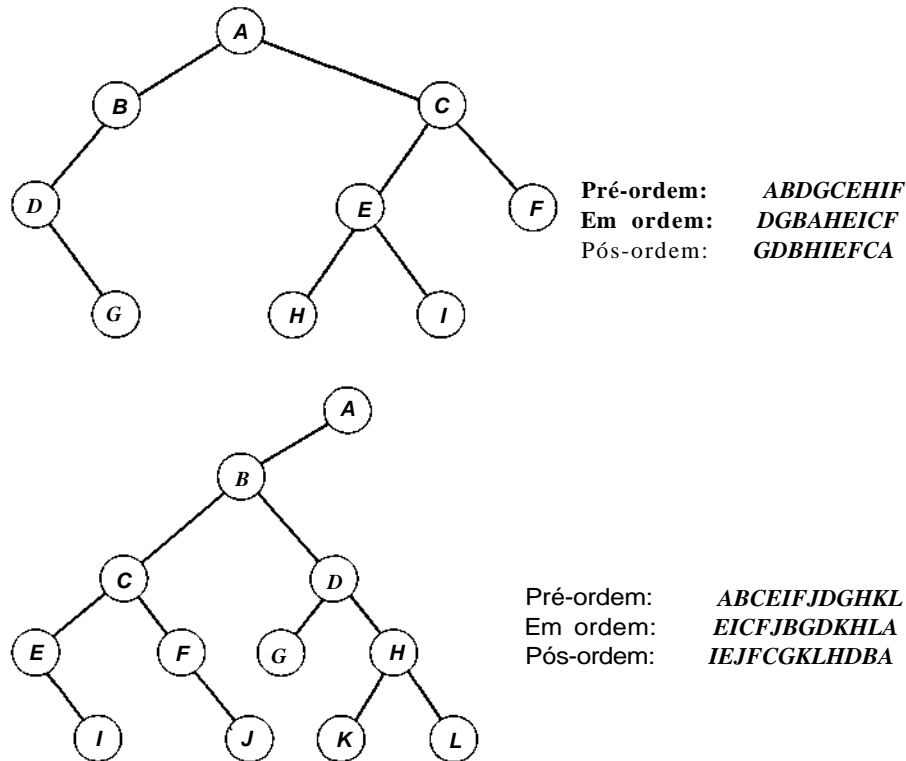 A
B C
D E F
Pré-ordem: ABDGCEHIF
Em ordem: DGBAHEICF
Pós-ordem: GDBHIEFCA
G H I
A
B
C D
Pré-ordem: ABCEIFJDGHKL
E F G H
Em ordem: EICFJBGDKHLA
Pós-ordem: IEJFCGKLHDBA
I J K L